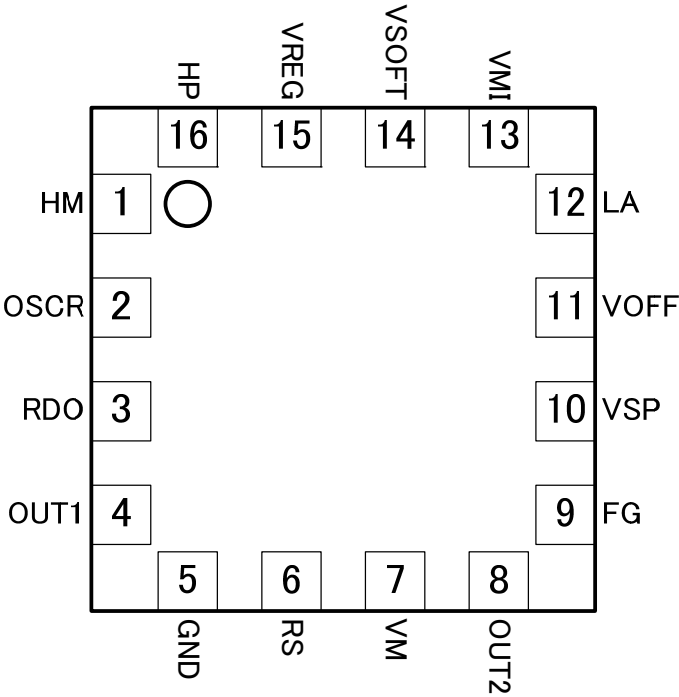 HP VREG VSOFT VMI
16 15 14 13
HM 1 12 LA
OSCR 2 11 VOFF
RDO 3 10 VSP
OUT1 4 9 FG
5 6 7 8
GND RS VM OUT2